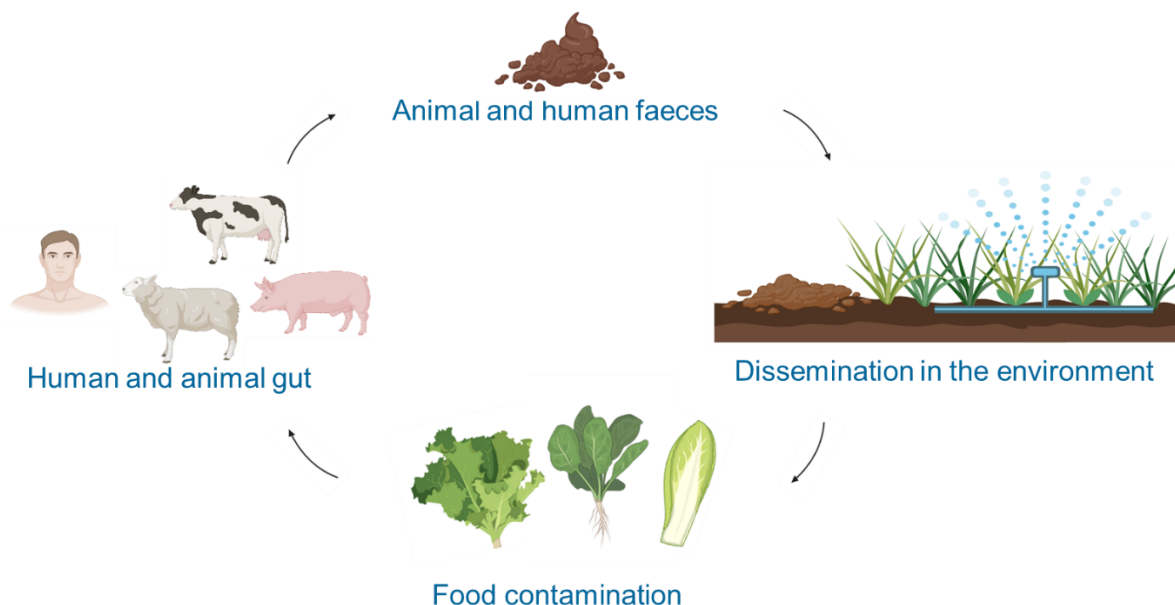 Animal and human faeces
Human and animal gut
Dissemination in the environment
Food contamination